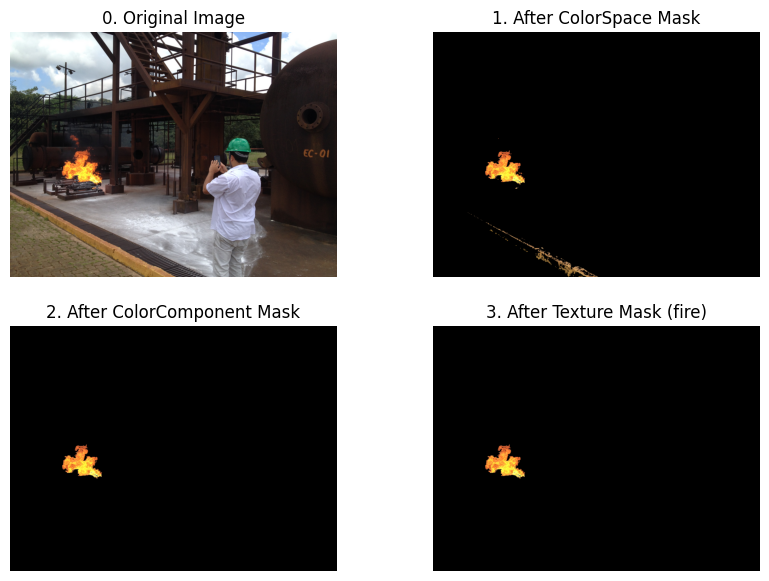 0. Original Image
1. After ColorSpace Mask
EC-01
2. After ColorComponent Mask
3. After Texture Mask (fire)